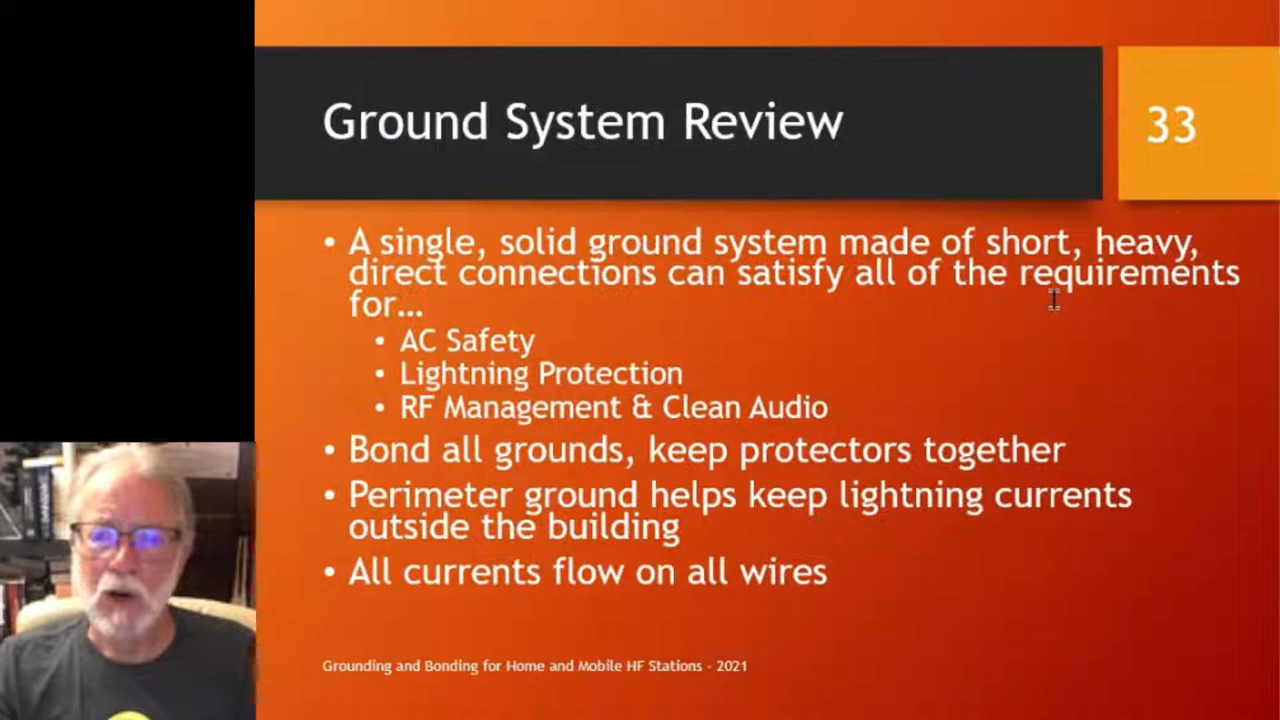 Ground System Review
33
• A single, solid ground system made of short, heavy,
direct connections can satisfy all of the requirements
for…
• AC Safety
• Lightning Protection
• RF Management & Clean Audio
• Bond all grounds, keep protectors together
• Perimeter ground helps keep lightning currents
outside the building
• All currents flow on all wires
Grounding and Bonding for Home and Mobile HF Stations - 2021